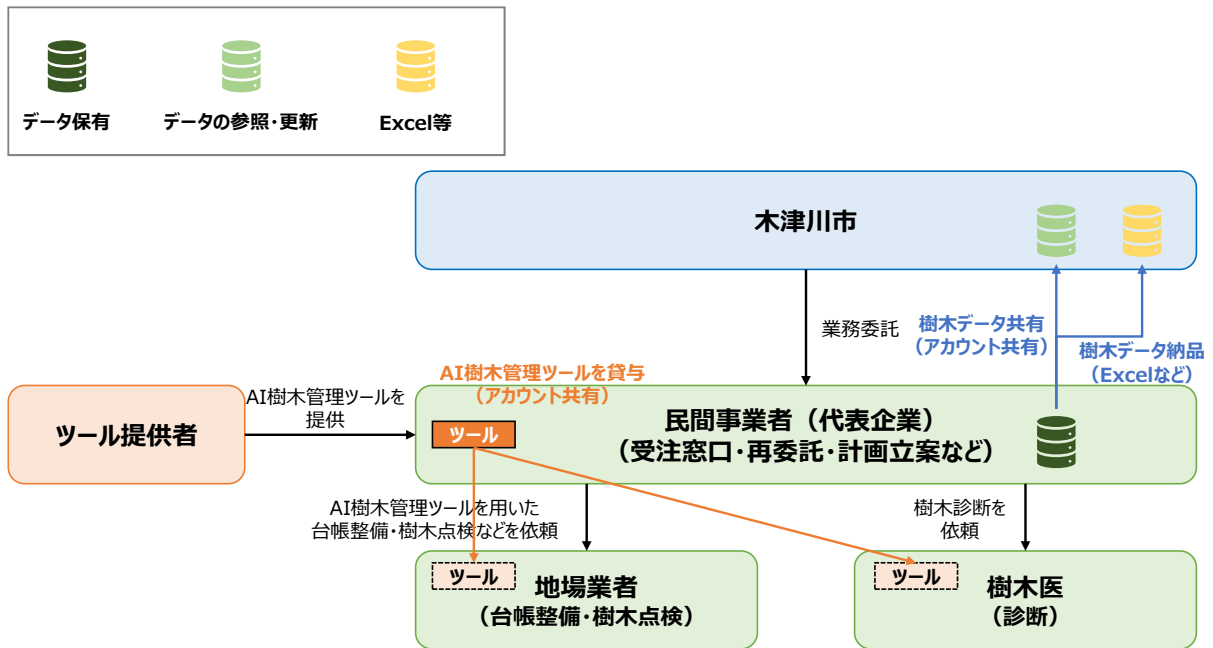 データ保有
データの参照・更新
Excel等
木津川市
業務委託
樹木データ共有
（アカウント共有）
樹木データ納品
（Excelなど）
AI樹木管理ツールを貸与
（アカウント共有）
ツール提供者
AI樹木管理ツールを
提供
ツール
民間事業者（代表企業）
（受注窓口・再委託・計画立案など）
AI樹木管理ツールを用いた
台帳整備・樹木点検などを依頼
樹木診断を
依頼
ツール
地場業者
（台帳整備・樹木点検）
ツール
樹木医
（診断）